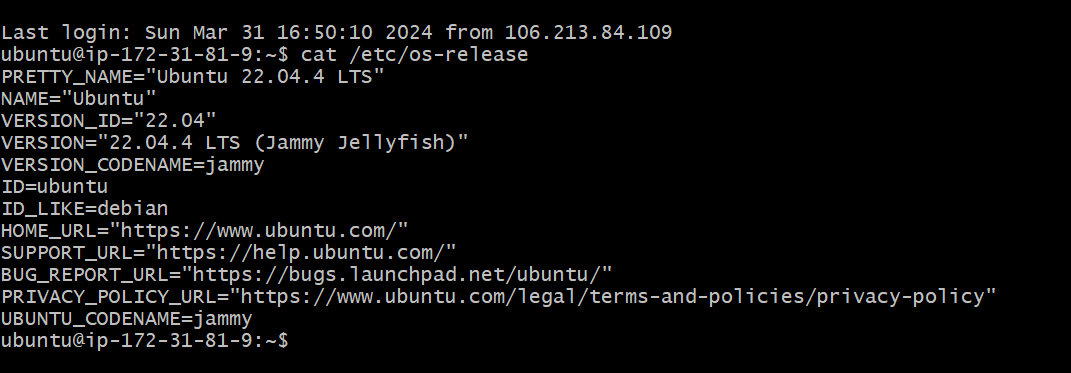 Last login: Sun Mar 31 16:50:10 2024 from 106.213.84.109
ubuntu@ip-172-31-81-9:~$ cat /etc/os-release
PRETTY_NAME="Ubuntu 22.04.4 LTS"
NAME="Ubuntu"
VERSION_ID="22.04"
VERSION="22.04.4 LTS (Jammy Jellyfish)"
VERSION_CODENAME=jammy
ID=ubuntu
ID_LIKE=debian
HOME_URL="https://www.ubuntu.com/"
SUPPORT_URL="https://help.ubuntu.com/"
BUG_REPORT_URL="https://bugs.launchpad.net/ubuntu/"
PRIVACY_POLICY_URL="https://www.ubuntu.com/legal/terms-and-policies/privacy-policy"
UBUNTU_CODENAME=jammy
ubuntu@ip-172-31-81-9:~$